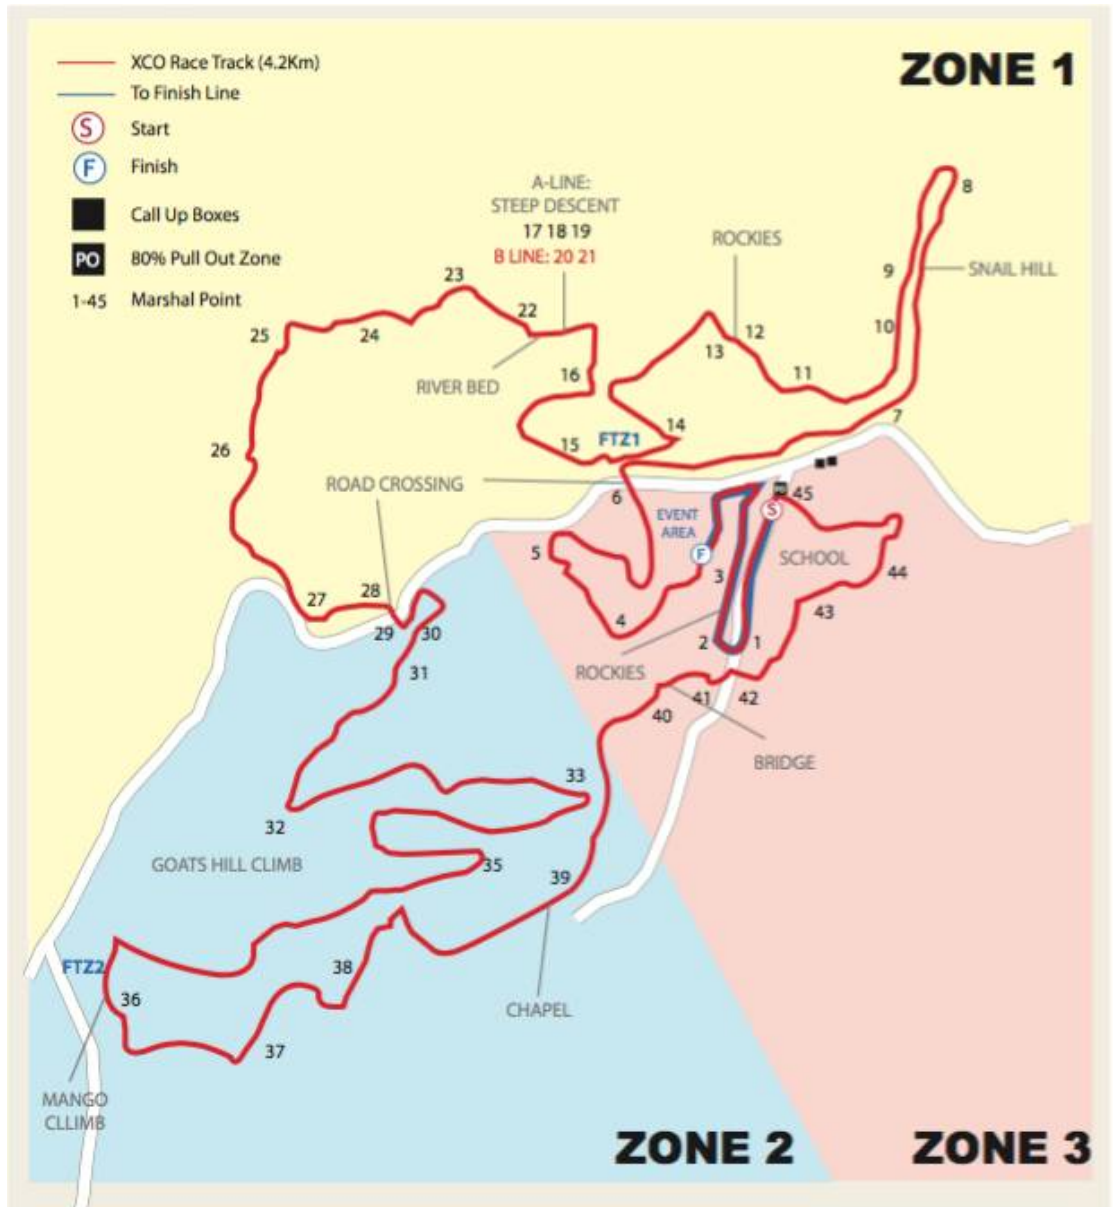 ZONE 1
XCO Race Track (4.2Km)
To Finish Line
S Start
F Finish
Call Up Boxes
PO 80% Pull Out Zone
1-45 Marshal Point
A-LINE:
STEEP DESCENT
17 18 19
B LINE: 20 21
ROCKIES
8
SNAIL HILL
9
10
23
22
25
24
12
13
16
11
RIVER BED
7
14
15
FTZ1
26
ROAD CROSSING
6
PO
45
S
EVENT
AREA
F
5
3
SCHOOL
44
4
43
27
28
29
30
2
1
31
ROCKIES
41
42
40
BRIDGE
33
32
GOATS HILL CLIMB
35
39
FTZ2
38
36
CHAPEL
37
MANGO
CLLIMB
ZONE 2
ZONE 3